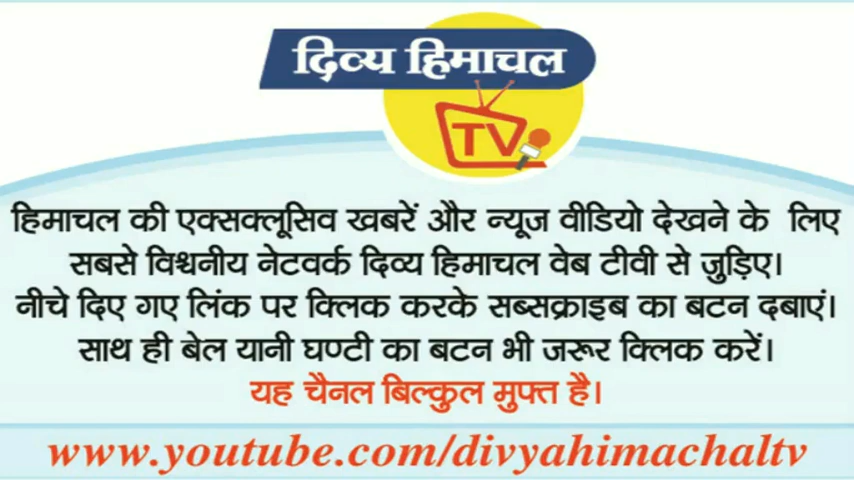 दिव्य हिमाचल
TV
हिमाचल की एक्सक्लूसिव खबरें और न्यूज वीडियो देखने के लिए
सबसे विश्वनीय नेटवर्क दिव्य हिमाचल वेब टीवी से जुड़िए।
नीचे दिए गए लिंक पर क्लिक करके सब्सक्राइब का बटन दबाएं।
साथ ही बेल यानी घण्टी का बटन भी जरूर क्लिक करें।
यह चैनल बिल्कुल मुफ्त है।
www.youtube.com/divyahimachaltv